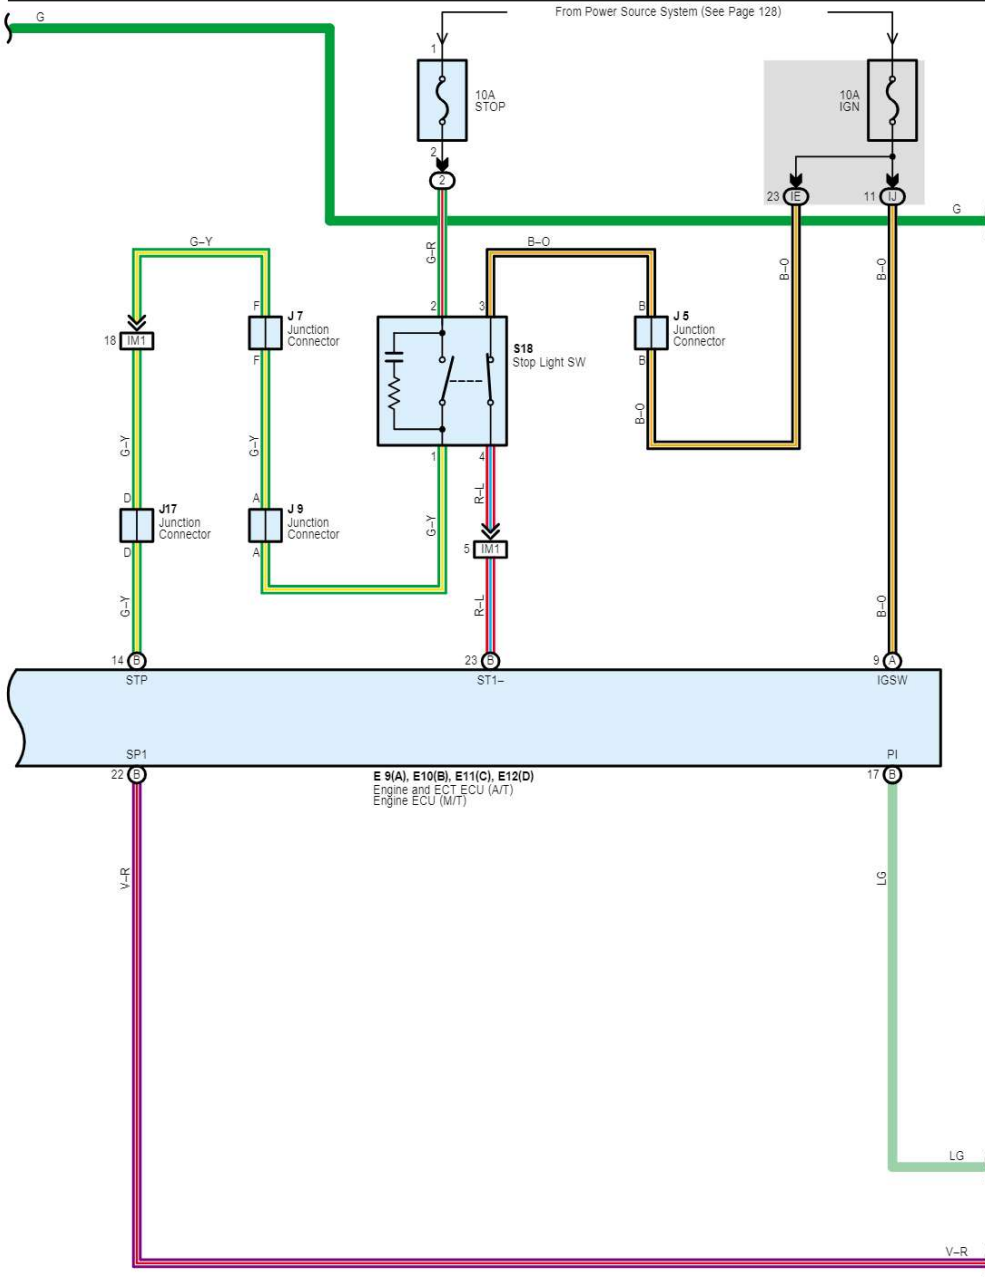 From Power Source System (See Page 128)
G
1
10A
STOP
10A
IGN
2
2
23 IE
11 IJ
G
G–Y
G–R
B–O
B–O
B–O
F
J 7
Junction
Connector
F
18 IM1
2
3
S18
Stop Light SW
B
J 5
Junction
Connector
B
B–O
G–Y
G–Y
1
4
D
J17
Junction
Connector
D
A
J 9
Junction
Connector
A
G–Y
R–L
5 IM1
G–Y
R–L
B–O
14 B
23 B
9 A
STP
ST1–
IGSW
SP1
PI
22 B
17 B
E 9(A), E10(B), E11(C), E12(D)
Engine and ECT ECU (A/T)
Engine ECU (M/T)
V–R
LG
LG
V–R